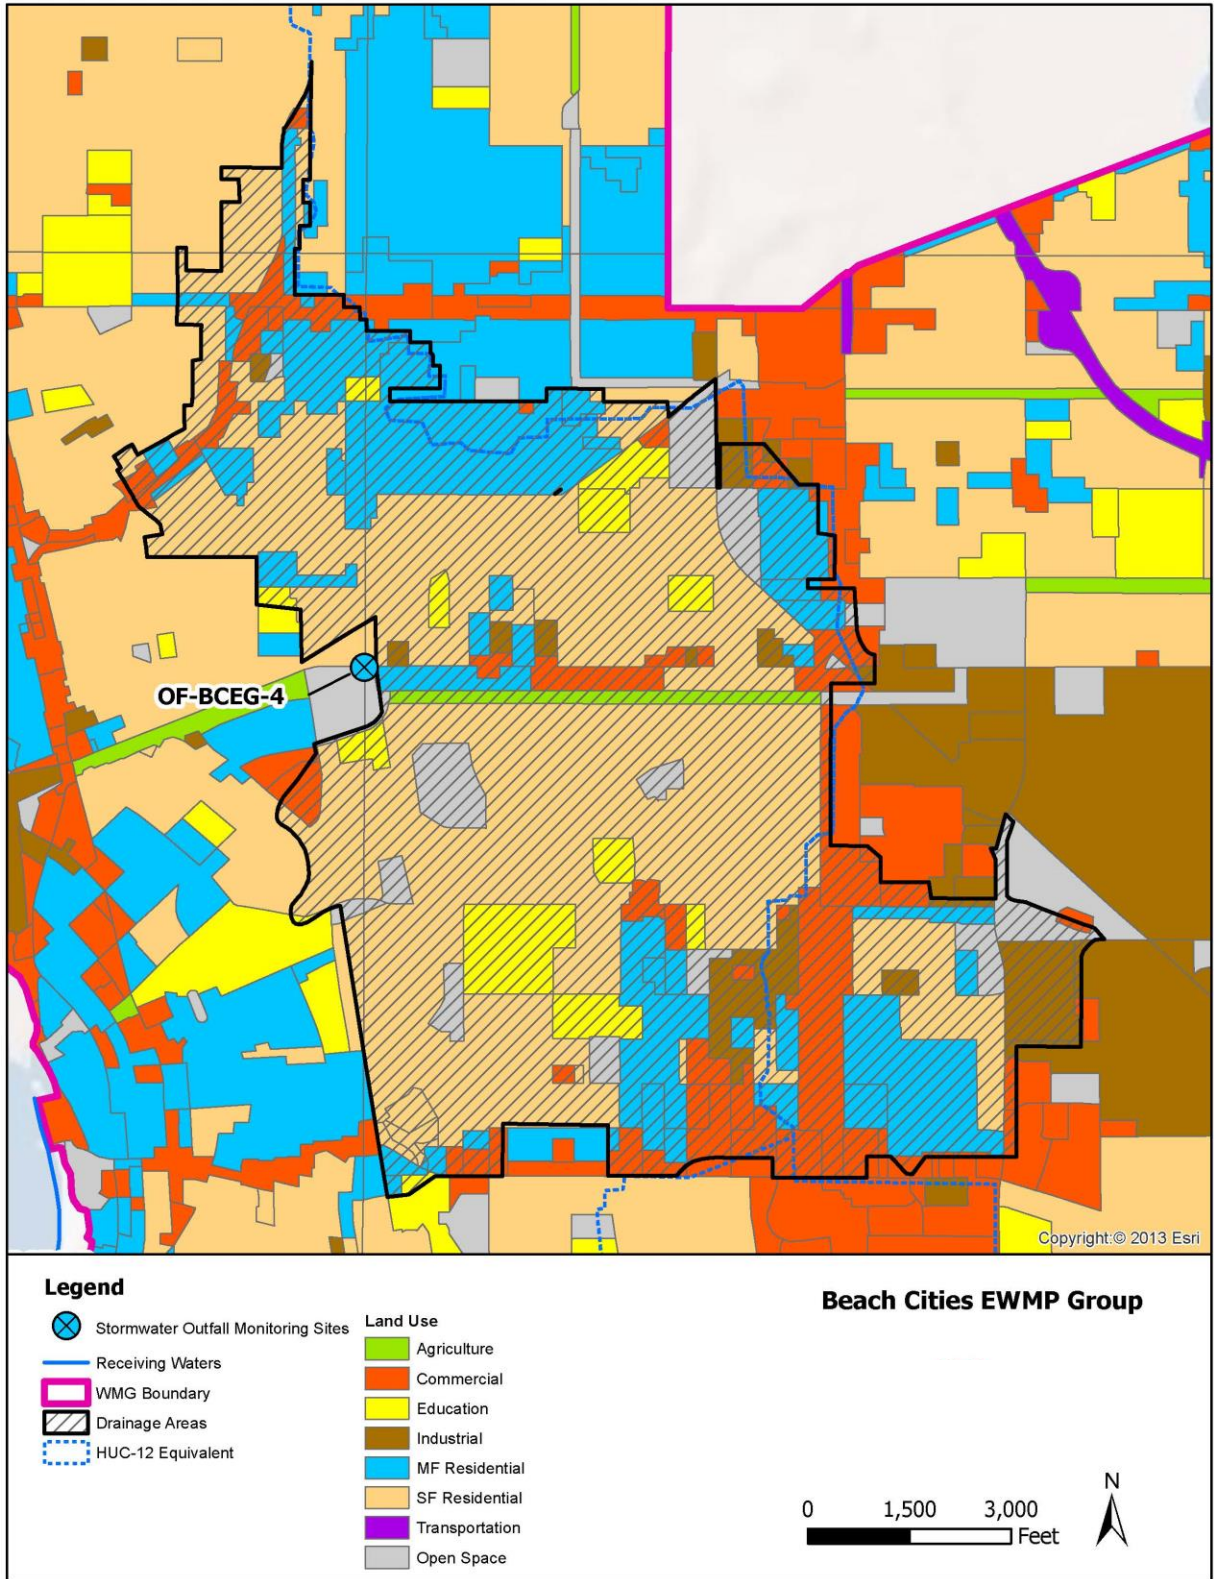 OF-BCEG-4
Copyright:© 2013 Esri
Legend
Stormwater Outfall Monitoring Sites
Receiving Waters
WMG Boundary
Drainage Areas
HUC-12 Equivalent
Land Use
Agriculture
Commercial
Education
Industrial
MF Residential
SF Residential
Transportation
Open Space
Beach Cities EWMP Group
0 1,500 3,000
Feet
N